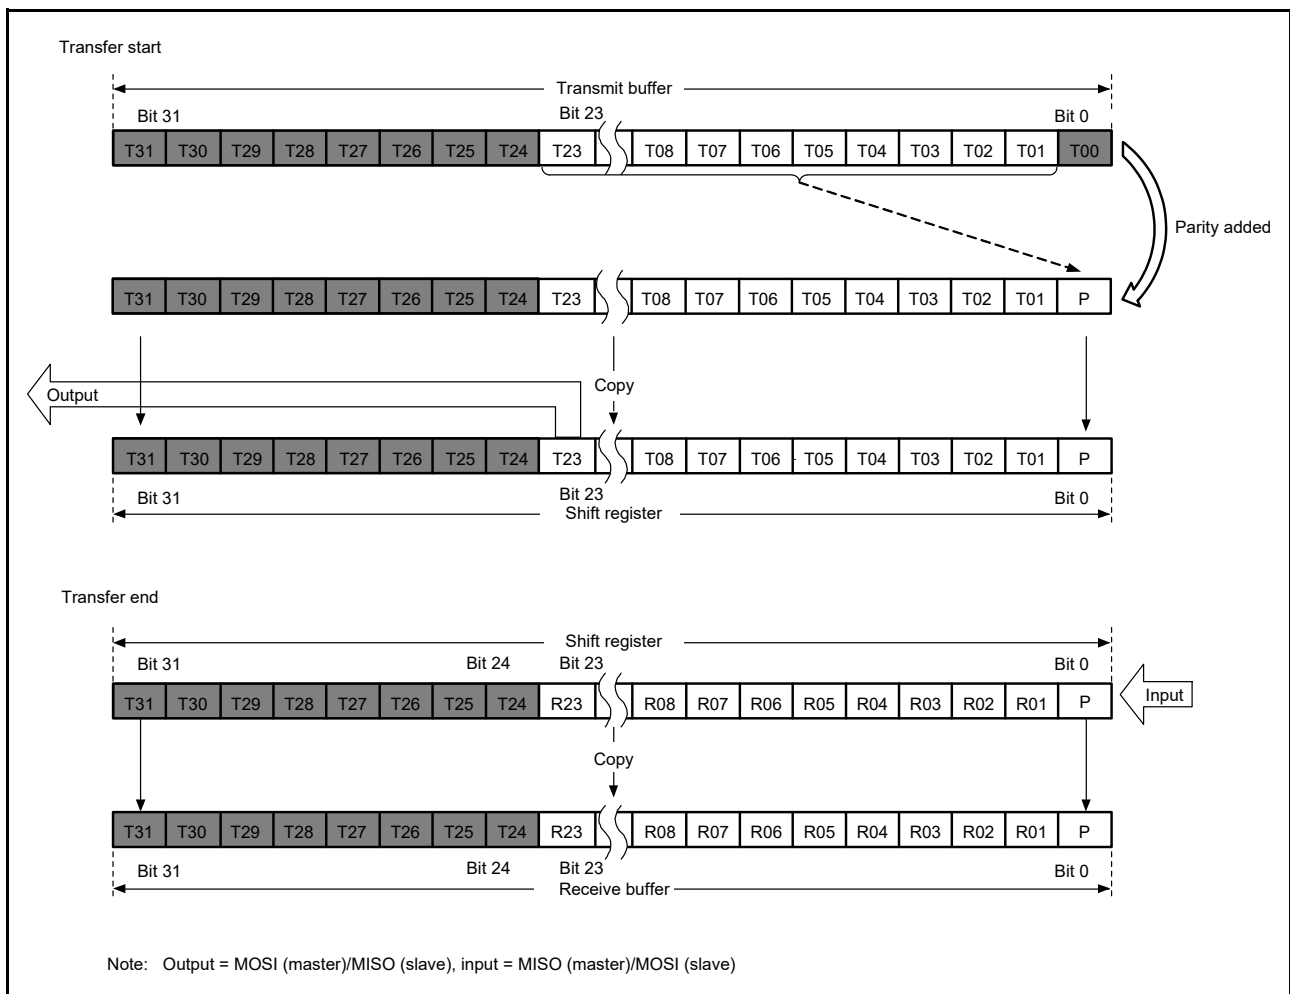 Transfer start
Transmit buffer
Bit 31 Bit 23 Bit 0
T31 T30 T29 T28 T27 T26 T25 T24 T23 T08 T07 T06 T05 T04 T03 T02 T01 T00
Parity added
T31 T30 T29 T28 T27 T26 T25 T24 T23 T08 T07 T06 T05 T04 T03 T02 T01 P
Copy
Output
T31 T30 T29 T28 T27 T26 T25 T24 T23 T08 T07 T06 T05 T04 T03 T02 T01 P
Bit 31 Bit 23 Bit 0
Shift register
Transfer end
Shift register
Bit 31 Bit 24 Bit 23 Bit 0
T31 T30 T29 T28 T27 T26 T25 T24 R23 R08 R07 R06 R05 R04 R03 R02 R01 P
Input
Copy
T31 T30 T29 T28 T27 T26 T25 T24 R23 R08 R07 R06 R05 R04 R03 R02 R01 P
Bit 31 Bit 24 Bit 23 Bit 0
Receive buffer
Note: Output = MOSI (master)/MISO (slave), input = MISO (master)/MOSI (slave)